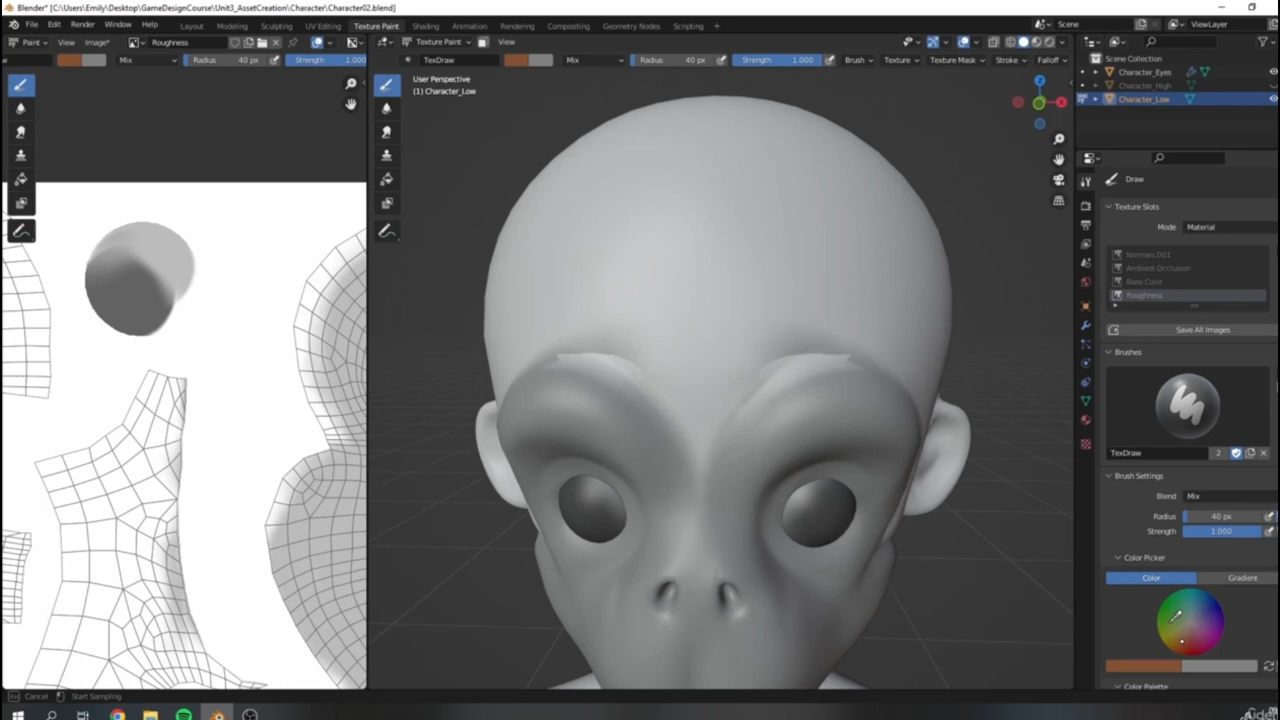 Blender* [C:\Users\Emily\Desktop\GameDesignCourse\Unit3_AssetCreation\Character\Character02.blend]
File Edit Render Window Help Layout Modeling Sculpting UV Editing Texture Paint Shading Animation Rendering Compositing Geometry Nodes Scripting Scene ViewLayer
Paint View Image* Roughness Texture Paint View
Mix Radius 40 px Strength 1.000 TexDraw Mix Radius 40 px Strength 1.000 Brush Texture Texture Mask Stroke Falloff
User Perspective
(1) Character_Low
Z
X
Scene Collection
Character_Eyes
Character_High
Character_Low
Draw
Texture Slots
Mode Material
Normals.001
Ambient Occlusion
Base Color
Roughness
Save All Images
Brushes
TexDraw 2
Brush Settings
Blend Mix
Radius 40 px
Strength 1.000
Color Picker
Color Gradient
Color Palette
Cancel Start Sampling